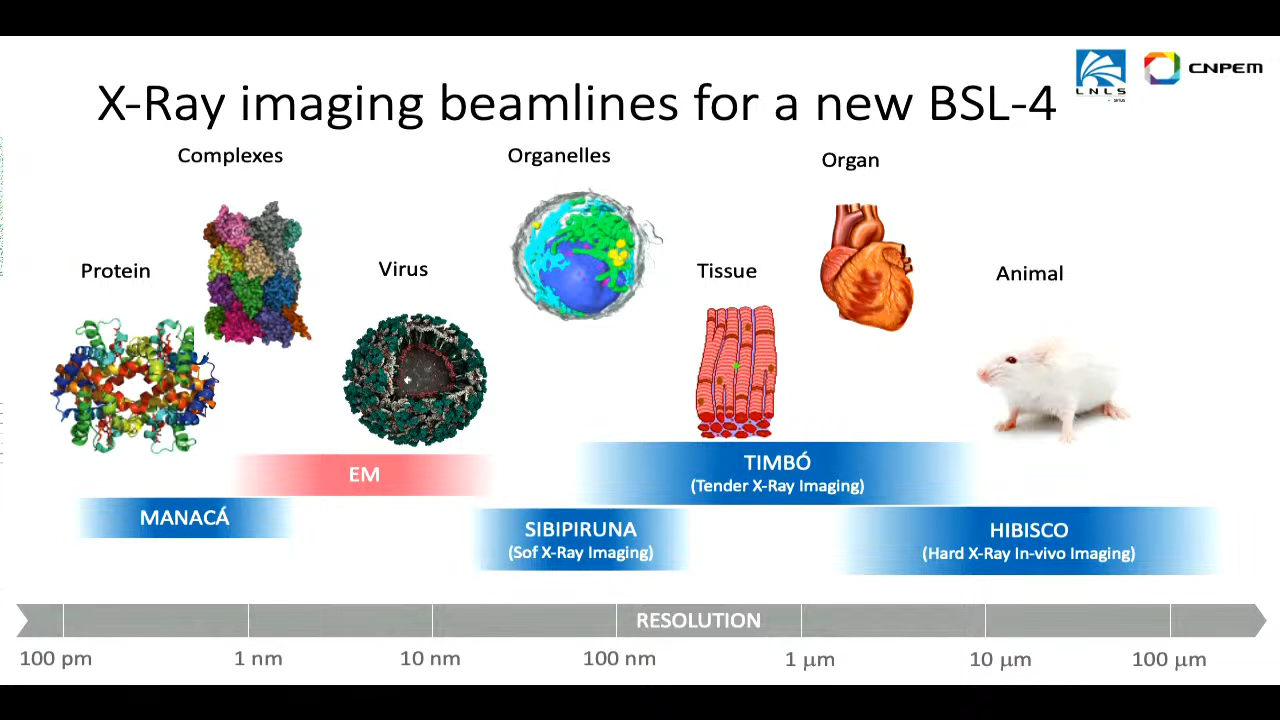 X-Ray imaging beamlines for a new BSL-4
LNLS
CNPEM
Complexes
Organelles
Organ
Protein
Virus
Tissue
Animal
EM
TIMBÓ
(Tender X-Ray Imaging)
MANACÁ
SIBIPIRUNA
(Sof X-Ray Imaging)
HIBISCO
(Hard X-Ray In-vivo Imaging)
RESOLUTION
100 pm
1 nm
10 nm
100 nm
1 µm
10 µm
100 µm